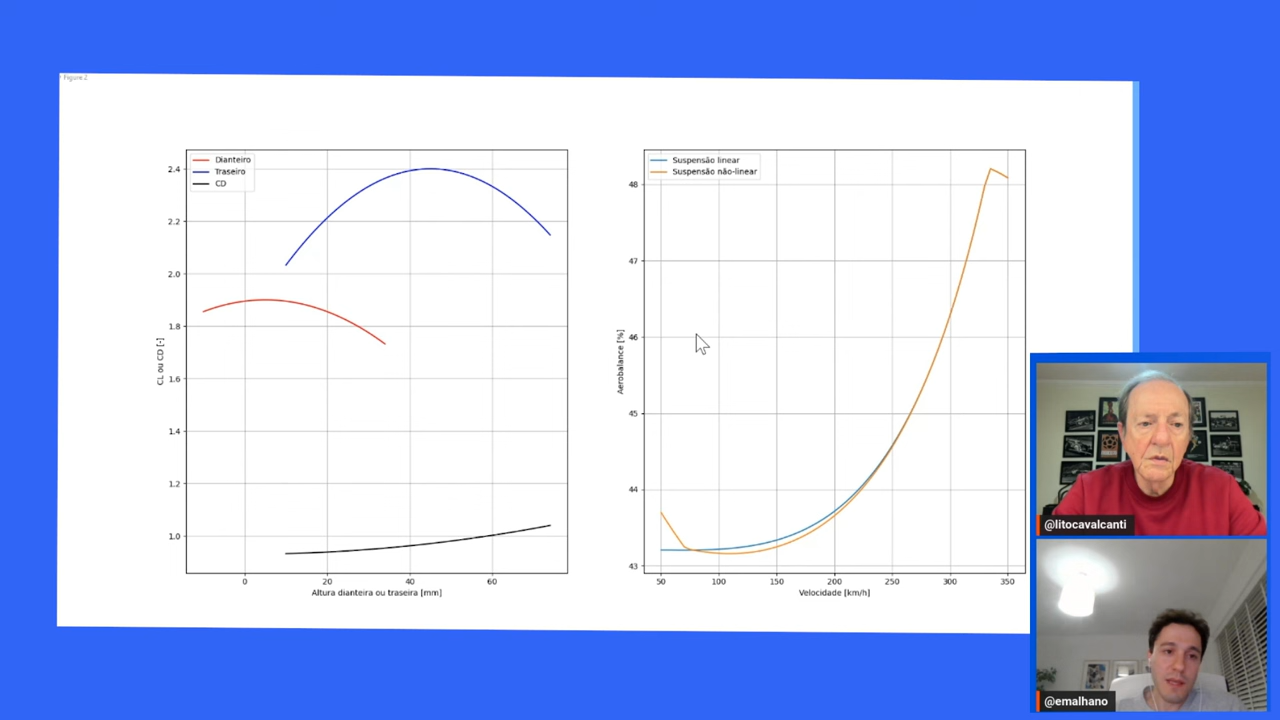 Figure 2
Dianteiro
Traseiro
CD
2.4
2.2
2.0
1.8
1.6
1.4
1.2
1.0
CL ou CD [-]
0 20 40 60
Altura dianteira ou traseira [mm]
Suspensão linear
Suspensão não-linear
48
47
46
45
44
43
Aerobalance [%]
50 100 150 200 250 300 350
Velocidade [km/h]
@litocavalcanti
@emalhano